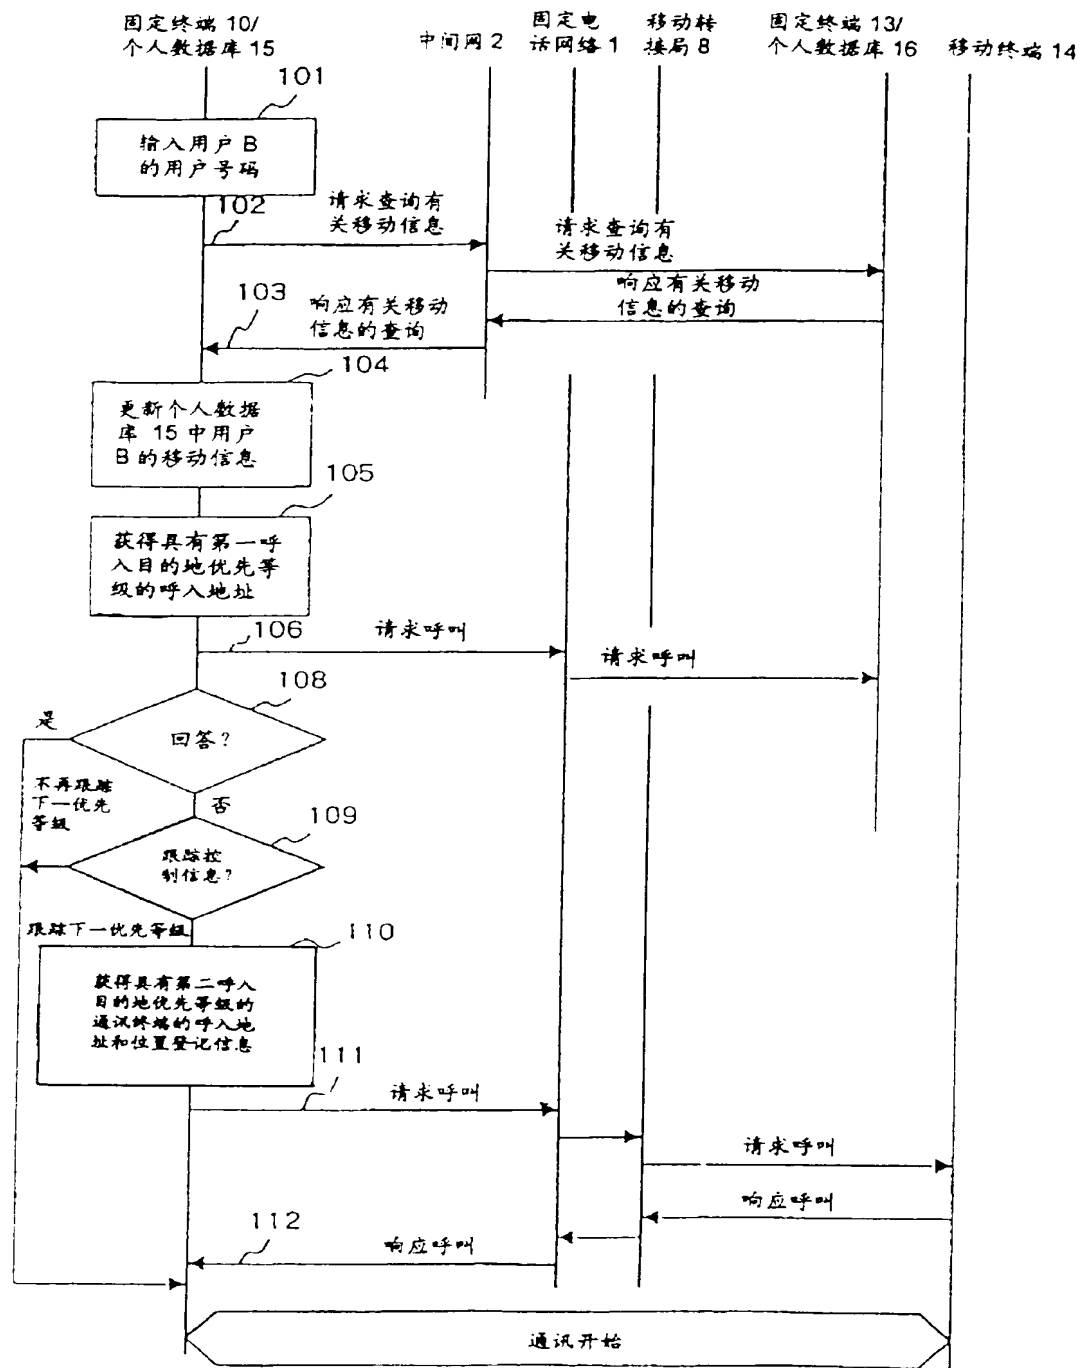 固定终端 10/
个人数据库 15
中间网 2
固定电
话网络 1
移动转
接局 8
固定终端 13/
个人数据库 16
移动终端 14
101
输入用户 B
的用户号码
102
请求查询有
关移动信息
请求查询有
关移动信息
响应有关移动
信息的查询
103
响应有关移动
信息的查询
104
更新个人数据
库 15 中用户
B 的移动信息
105
获得具有第一呼
入目的地优先等
级的呼入地址
106
请求呼叫
请求呼叫
108
是
回答?
不再跟踪
下一优先
等级
否
109
跟踪控
制信息?
跟踪下一优先等级
110
获得具有第二呼入
目的地优先等级的
通讯终端的呼入地
址和位置登记信息
111
请求呼叫
请求呼叫
响应呼叫
112
响应呼叫
通讯开始